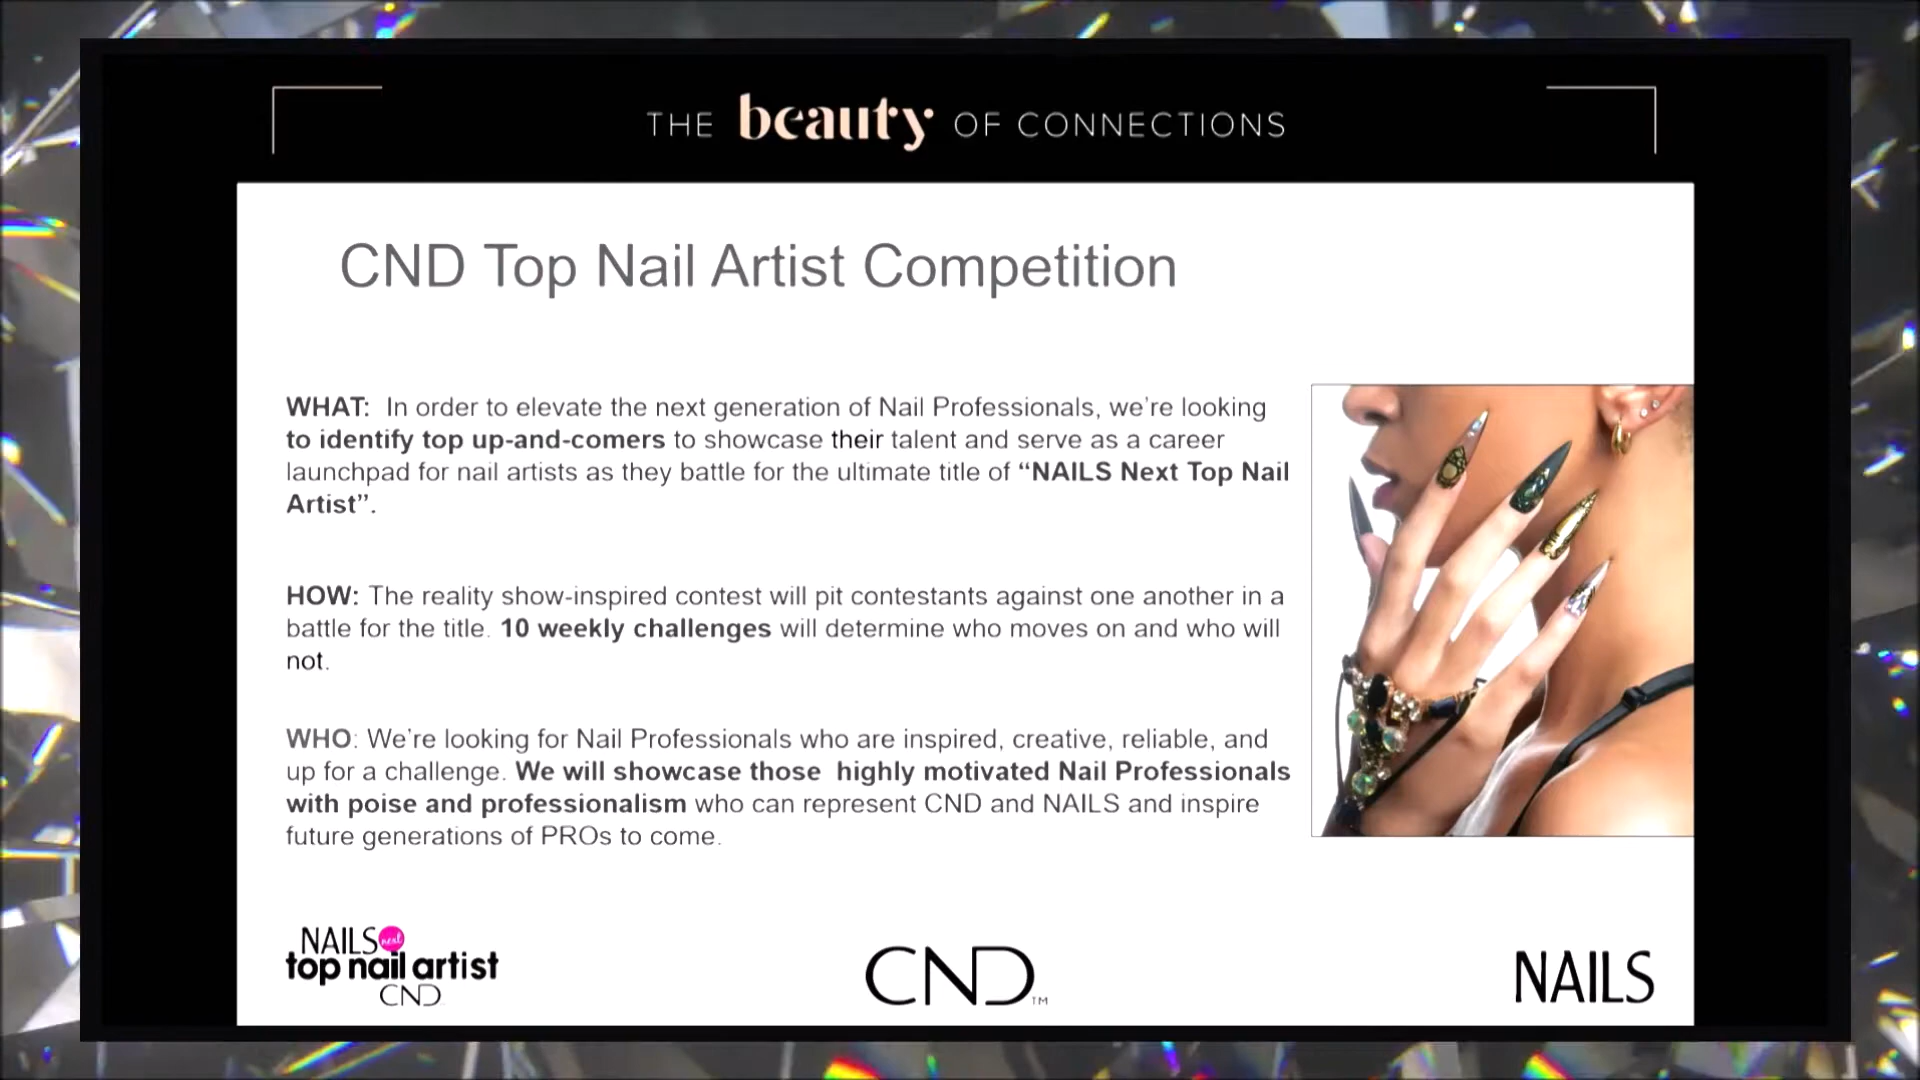 THE beauty OF CONNECTIONS
CND Top Nail Artist Competition
WHAT: In order to elevate the next generation of Nail Professionals, we're looking
to identify top up-and-comers to showcase their talent and serve as a career
launchpad for nail artists as they battle for the ultimate title of “NAILS Next Top Nail
Artist”.
HOW: The reality show-inspired contest will pit contestants against one another in a
battle for the title. 10 weekly challenges will determine who moves on and who will
not.
WHO: We're looking for Nail Professionals who are inspired, creative, reliable, and
up for a challenge. We will showcase those  highly motivated Nail Professionals
with poise and professionalism who can represent CND and NAILS and inspire
future generations of PROs to come.
NAILS next
top nail artist
CND
CND™
NAILS